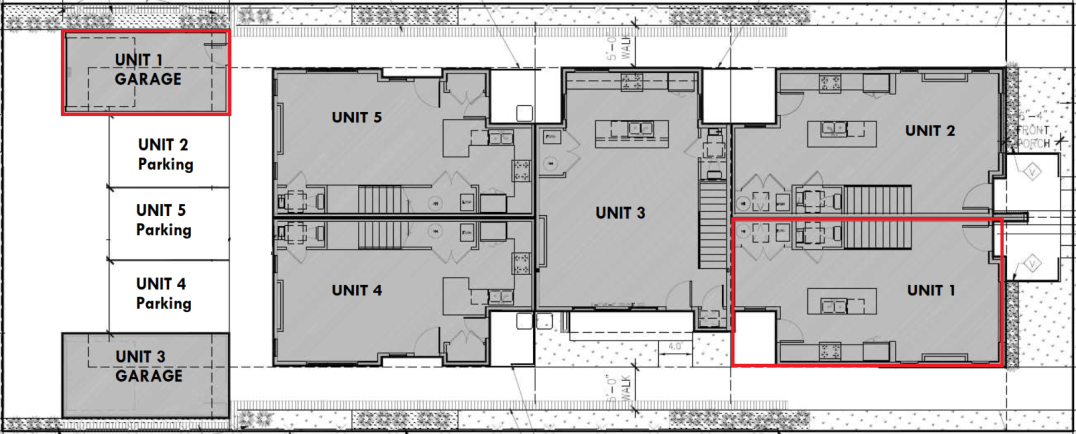 UNIT 1
GARAGE
UNIT 2
Parking
UNIT 5
Parking
UNIT 4
Parking
UNIT 3
GARAGE
UNIT 5
UNIT 4
UNIT 3
UNIT 2
UNIT 1
5'-0"
WALK
5'-0"
WALK
4.0'
FRONT
PORCH
V
V